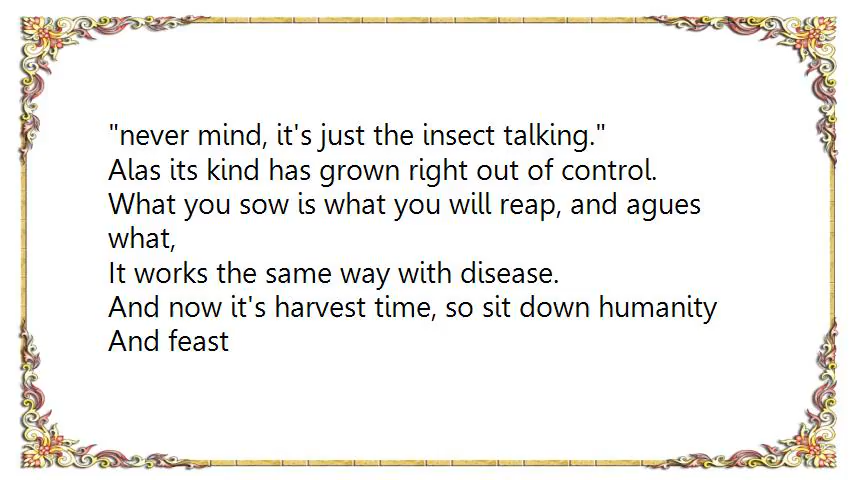 "never mind, it's just the insect talking."
Alas its kind has grown right out of control.
What you sow is what you will reap, and agues
what,
It works the same way with disease.
And now it's harvest time, so sit down humanity
And feast